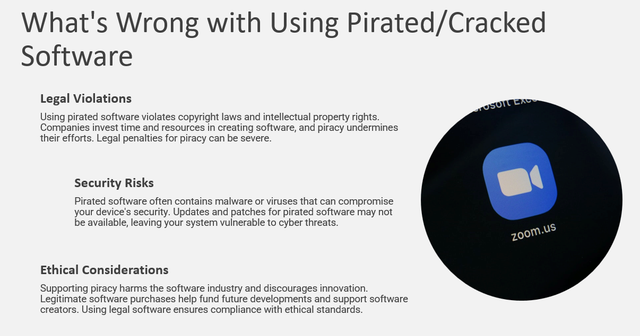 What's Wrong with Using Pirated/Cracked
Software
Legal Violations
Using pirated software violates copyright laws and intellectual property rights.
Companies invest time and resources in creating software, and piracy undermines
their efforts. Legal penalties for piracy can be severe.
Security Risks
Pirated software often contains malware or viruses that can compromise
your device's security. Updates and patches for pirated software may not
be available, leaving your system vulnerable to cyber threats.
Ethical Considerations
Supporting piracy harms the software industry and discourages innovation.
Legitimate software purchases help fund future developments and support software
creators. Using legal software ensures compliance with ethical standards.
zoom.us